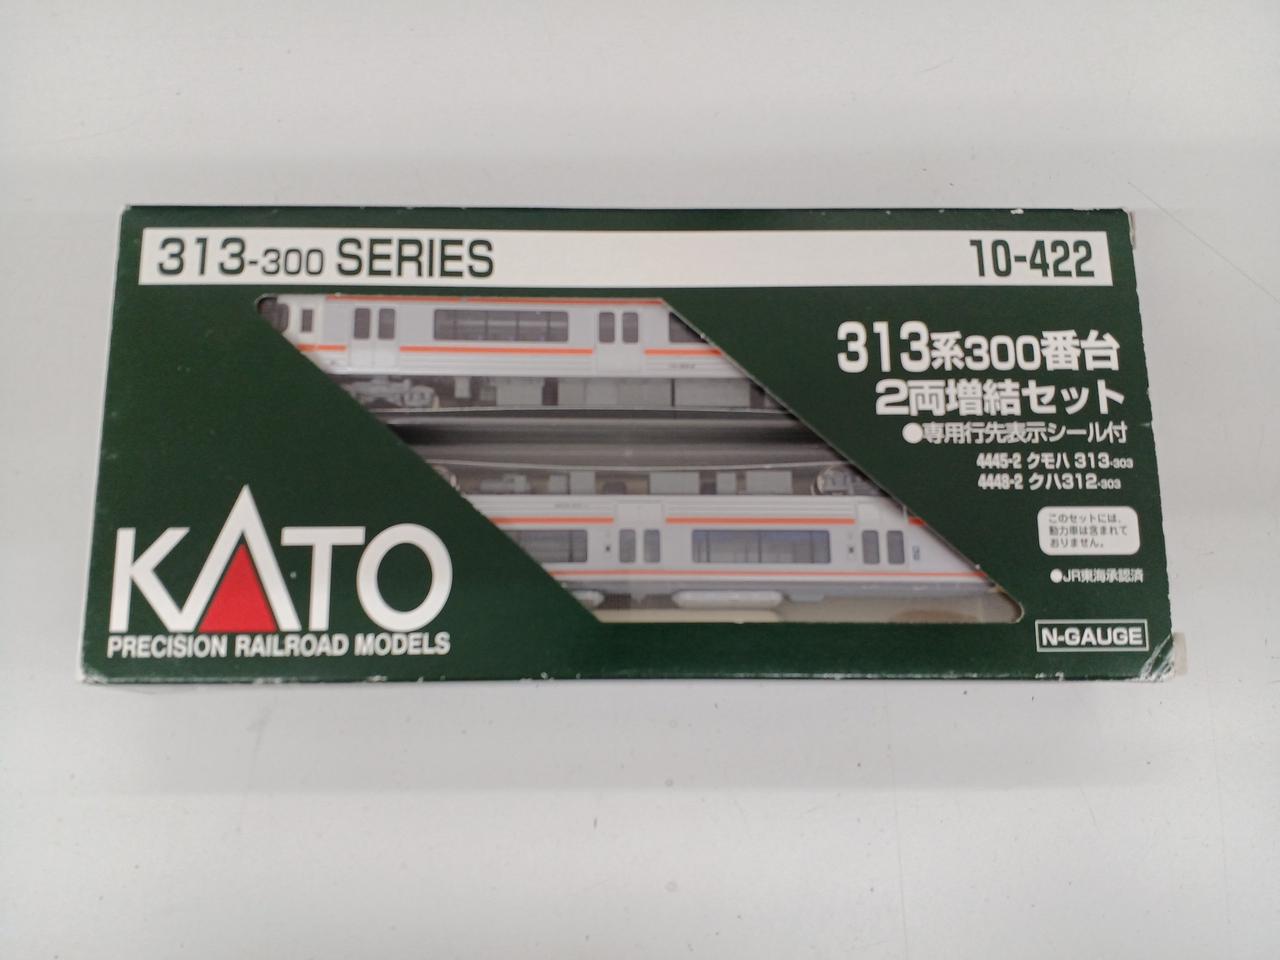 313-300 SERIES
10-422
313系300番台
2両増結セット
●専用行先表示シール付
4445-2 クモハ 313-303
4448-2 クハ312-303
このセットには、
動力車は含まれて
おりません。
●JR東海承認済
KATO
PRECISION RAILROAD MODELS
N-GAUGE